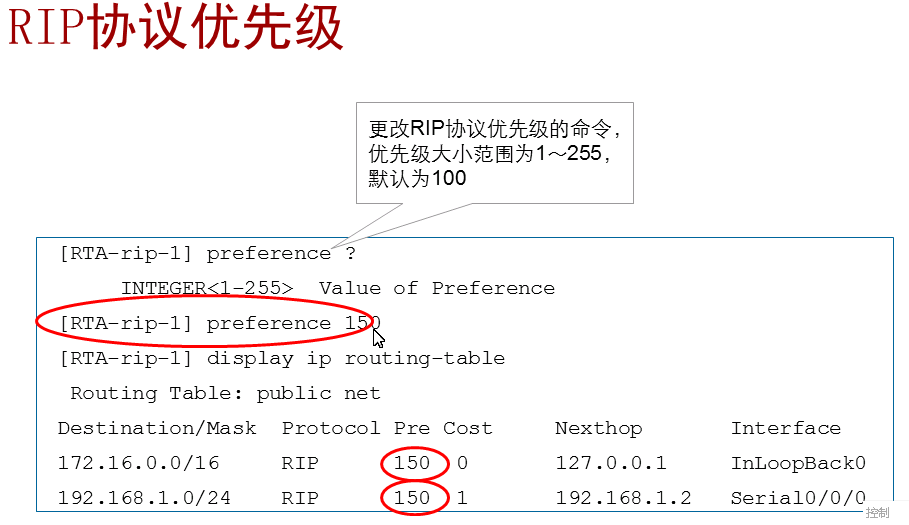 RIP协议优先级
更改RIP协议优先级的命令，
优先级大小范围为1～255，
默认为100
[RTA-rip-1] preference ?
INTEGER<1-255> Value of Preference
[RTA-rip-1] preference 150
[RTA-rip-1] display ip routing-table
Routing Table: public net
Destination/Mask Protocol Pre Cost Nexthop Interface
172.16.0.0/16 RIP 150 0 127.0.0.1 InLoopBack0
192.168.1.0/24 RIP 150 1 192.168.1.2 Serial0/0/0
控制